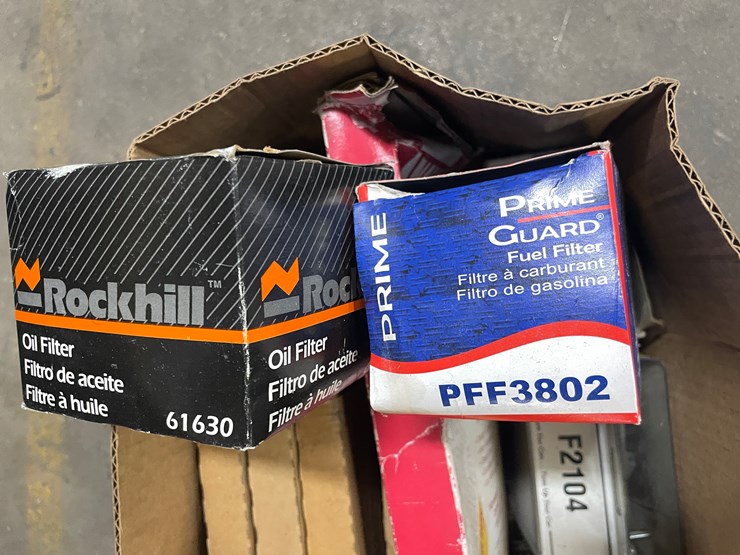 Rockhill™
Oil Filter
Filtro de aceite
Filtre à huile
61630
Rock
Oil Filter
Filtro de aceite
Filtre à huile
PRIME
PRIME
GUARD®
Fuel Filter
Filtre à carburant
Filtro de gasolina
PFF3802
F2104